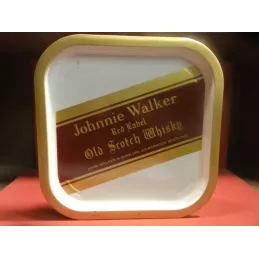 Johnnie Walker
Red Label
Old Scotch Whisky